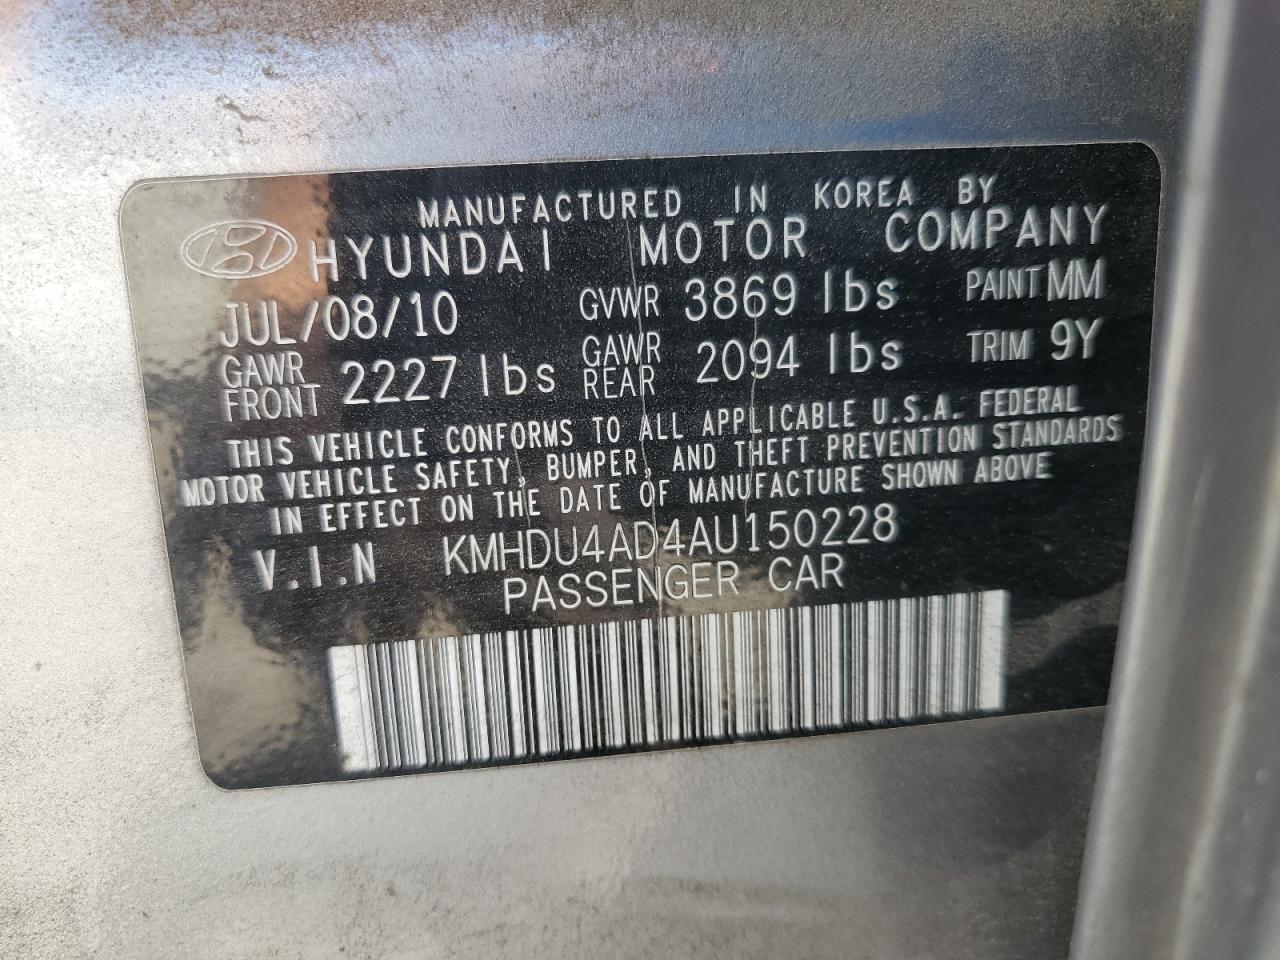 MANUFACTURED IN KOREA BY
HYUNDAI MOTOR COMPANY
JUL/08/10 GVWR 3869 lbs PAINT MM
GAWR FRONT 2227 lbs GAWR REAR 2094 lbs TRIM 9Y
THIS VEHICLE CONFORMS TO ALL APPLICABLE U.S.A. FEDERAL
MOTOR VEHICLE SAFETY, BUMPER, AND THEFT PREVENTION STANDARDS
IN EFFECT ON THE DATE OF MANUFACTURE SHOWN ABOVE
V.I.N KMHDU4AD4AU150228
PASSENGER CAR